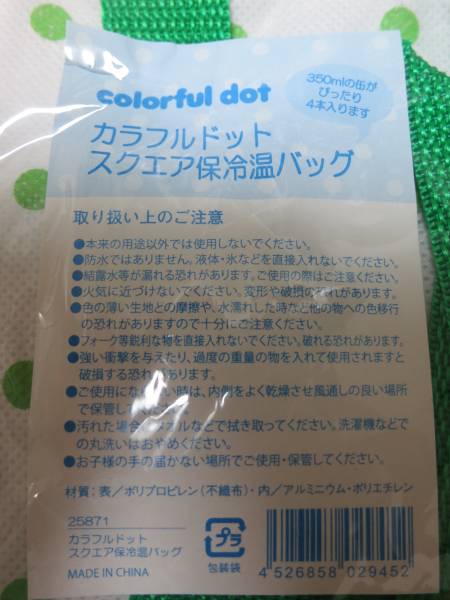 colorful dot
350mlの缶が
ぴったり
4本入ります
カラフルドット
スクエア保冷温バッグ
取り扱い上のご注意
●本来の用途以外では使用しないでください。
●防水ではありません。液体・氷などを直接入れないでください。
●結露水等が漏れる恐れがあります。ご使用の際はご注意ください。
●火気に近づけないでください。変形や破損の恐れがあります。
●色の薄い生地との摩擦や、水濡れした時など他の物への色移行
の恐れがありますので十分にご注意ください。
●フォーク等鋭利な物を直接入れないでください。破れる恐れがあります。
●強い衝撃を与えたり、過度の重量の物を入れて使用されますと
破損する恐れがあります。
●ご使用にな 時は、内側をよく乾燥させ風通しの良い場所
で保管してください。
●汚れた場合 などで拭き取ってください。洗濯機などで
の丸洗いはおやめください。
●お子様の手の届かない場所でご使用・保管してください。
材質：表／ポリプロピレン（不織布）・内／アルミニウム・ポリエチレン
25871
カラフルドット
スクエア保冷温バッグ
MADE IN CHINA
プラ
包装袋
4 526858 029452